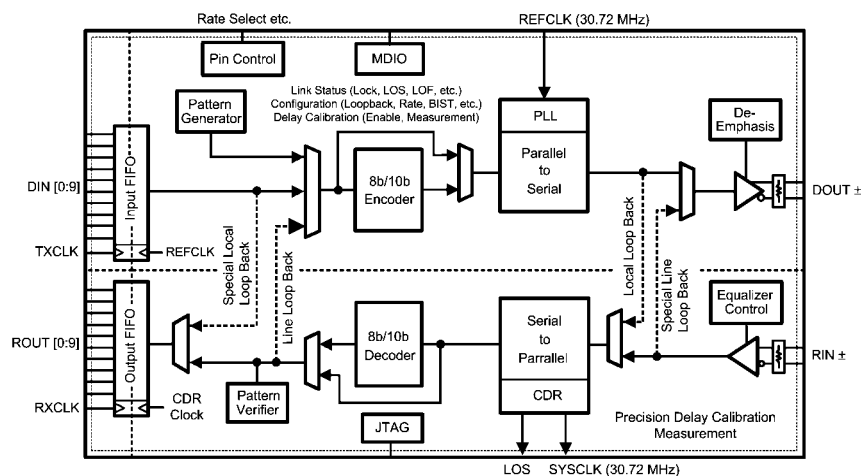 Rate Select etc.
REFCLK (30.72 MHz)
Pin Control
MDIO
Link Status (Lock, LOS, LOF, etc.)
Configuration (Loopback, Rate, BIST, etc.)
Delay Calibration (Enable, Measurement)
Pattern
Generator
PLL
De-
Emphasis
Input FIFO
8b/10b
Encoder
Parallel
to
Serial
DIN [0:9]
DOUT ±
TXCLK
REFCLK
Special Local
Loop Back
Line Loop Back
Local Loop Back
Special Line
Loop Back
Output FIFO
8b/10b
Decoder
Serial
to
Parrallel
Equalizer
Control
ROUT [0:9]
RIN ±
CDR
Clock
Pattern
Verifier
CDR
RXCLK
JTAG
Precision Delay Calibration
Measurement
LOS
SYSCLK (30.72 MHz)